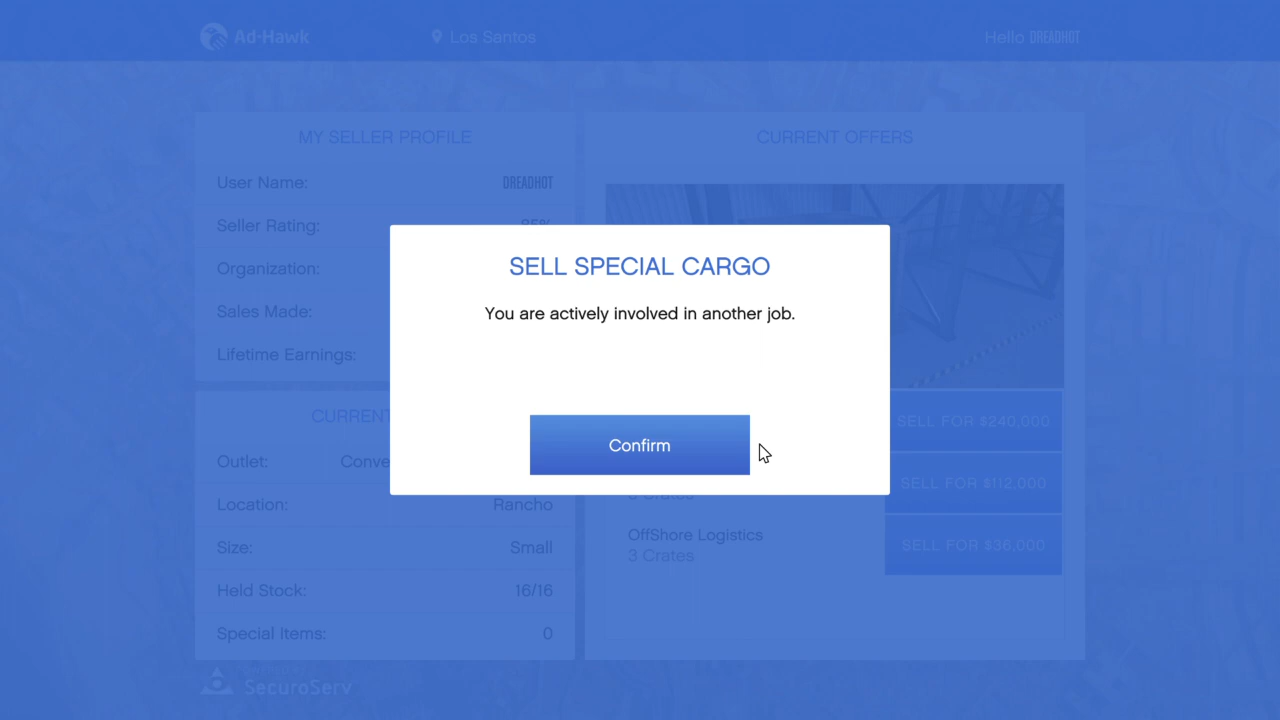 Ad-Hawk
Los Santos
Hello DREADHOT
MY SELLER PROFILE
User Name: DREADHOT
Seller Rating: 85%
Organization:
Sales Made:
Lifetime Earnings:
CURRENT
Outlet: Conve
Location: Rancho
Size: Small
Held Stock: 16/16
Special Items: 0
CURRENT OFFERS
SELL FOR $240,000
SELL FOR $112,000
OffShore Logistics
3 Crates
SELL FOR $36,000
SELL SPECIAL CARGO
You are actively involved in another job.
Confirm
SecuroServ